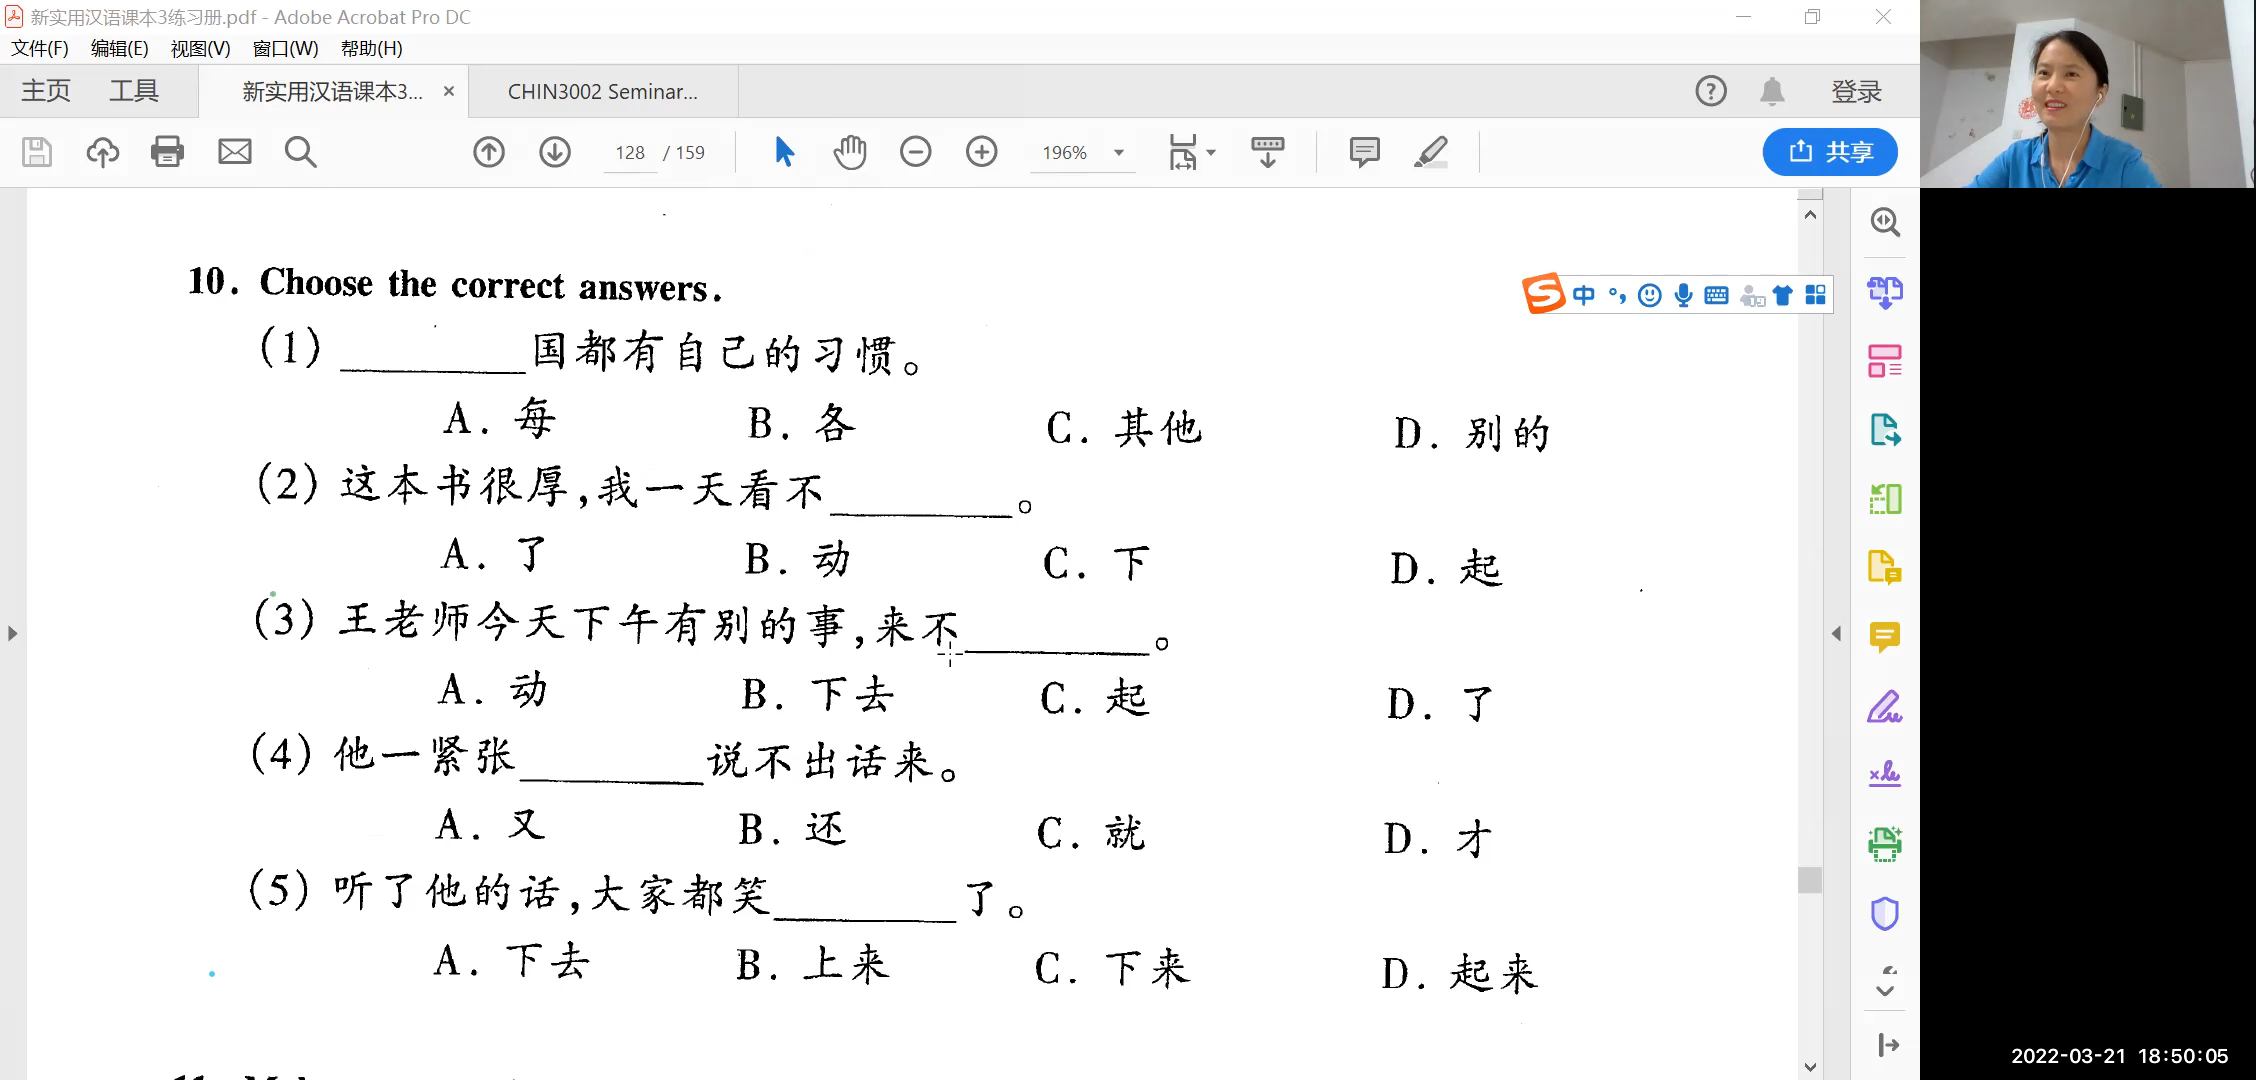 新实用汉语课本3练习册.pdf - Adobe Acrobat Pro DC
文件(F) 编辑(E) 视图(V) 窗口(W) 帮助(H)
主页 工具 新实用汉语课本3... × CHIN3002 Seminar... 登录
128 / 159 196% 共享
中
10. Choose the correct answers.
(1) ________国都有自己的习惯。
A. 每 B. 各 C. 其他 D. 别的
(2) 这本书很厚,我一天看不________。
A. 了 B. 动 C. 下 D. 起
(3) 王老师今天下午有别的事,来不________。
A. 动 B. 下去 C. 起 D. 了
(4) 他一紧张________说不出话来。
A. 又 B. 还 C. 就 D. 才
(5) 听了他的话,大家都笑________了。
A. 下去 B. 上来 C. 下来 D. 起来
2022-03-21 18:50:05